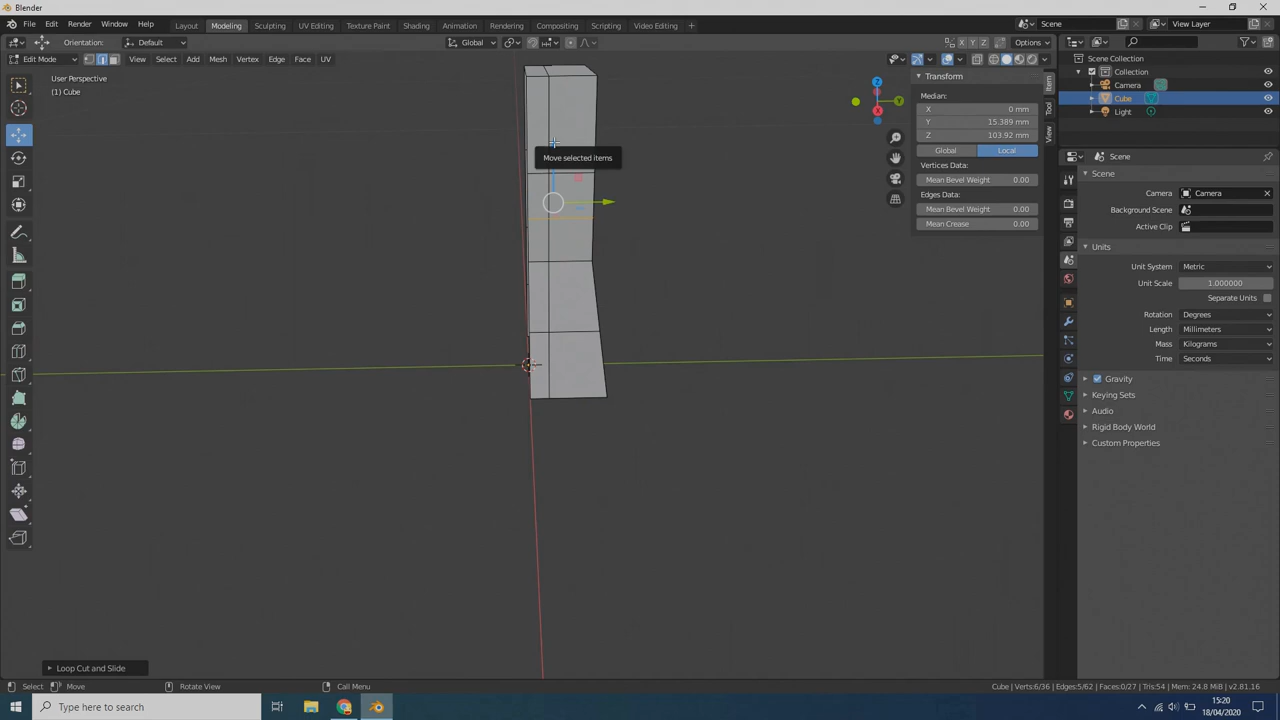 Blender
File Edit Render Window Help Layout Modeling Sculpting UV Editing Texture Paint Shading Animation Rendering Compositing Scripting Video Editing + Scene View Layer
Orientation: Default Global X Y Z Options
Edit Mode View Select Add Mesh Vertex Edge Face UV
User Perspective
(1) Cube
Scene Collection
Collection
Camera
Cube
Light
Z
Y
X
Transform
Median:
X 0 mm
Y 15.389 mm
Z 103.92 mm
Global Local
Vertices Data:
Mean Bevel Weight 0.00
Edges Data:
Mean Bevel Weight 0.00
Mean Crease 0.00
Item
Tool
View
Move selected items
Scene
Scene
Camera Camera
Background Scene
Active Clip
Units
Unit System Metric
Unit Scale 1.000000
Separate Units
Rotation Degrees
Length Millimeters
Mass Kilograms
Time Seconds
Gravity
Keying Sets
Audio
Rigid Body World
Custom Properties
Loop Cut and Slide
Select Move Rotate View Call Menu Cube | Verts:6/36 | Edges:5/62 | Faces:0/27 | Tris:54 | Mem: 24.8 MiB | v2.81.16
Type here to search
15:20
18/04/2020